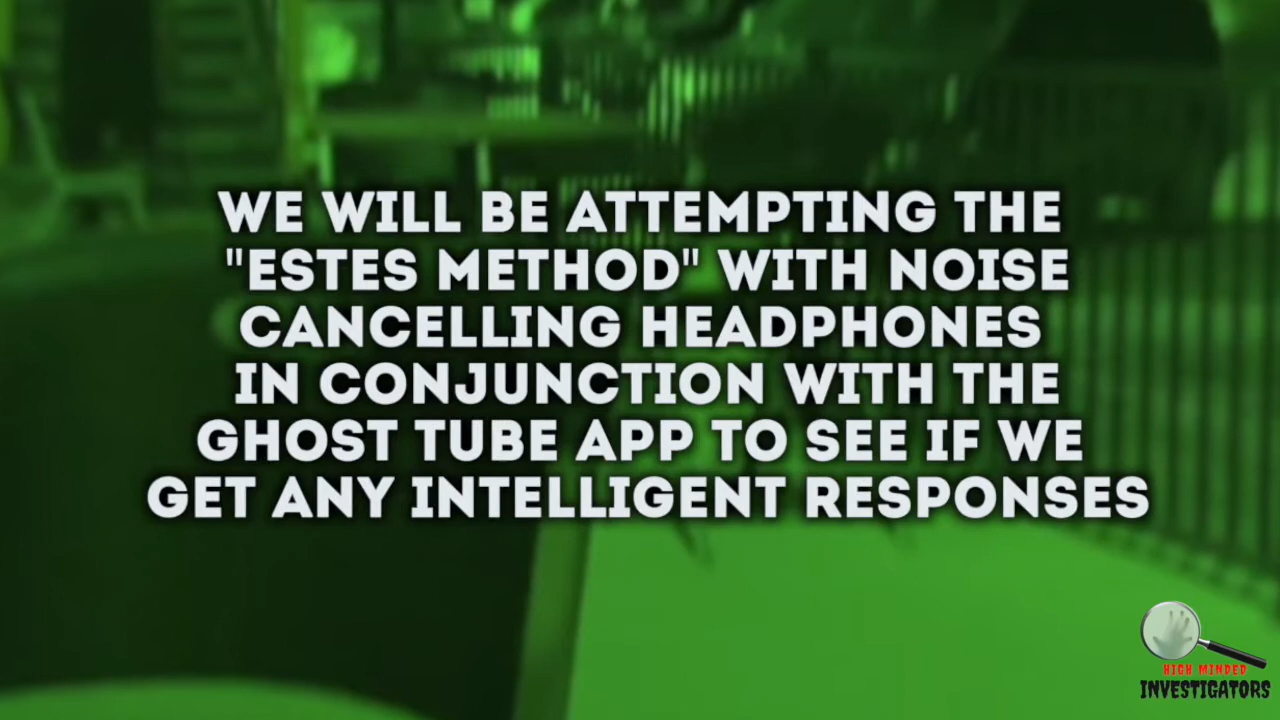 WE WILL BE ATTEMPTING THE
"ESTES METHOD" WITH NOISE
CANCELLING HEADPHONES
IN CONJUNCTION WITH THE
GHOST TUBE APP TO SEE IF WE
GET ANY INTELLIGENT RESPONSES
HIGH MINDED
INVESTIGATORS